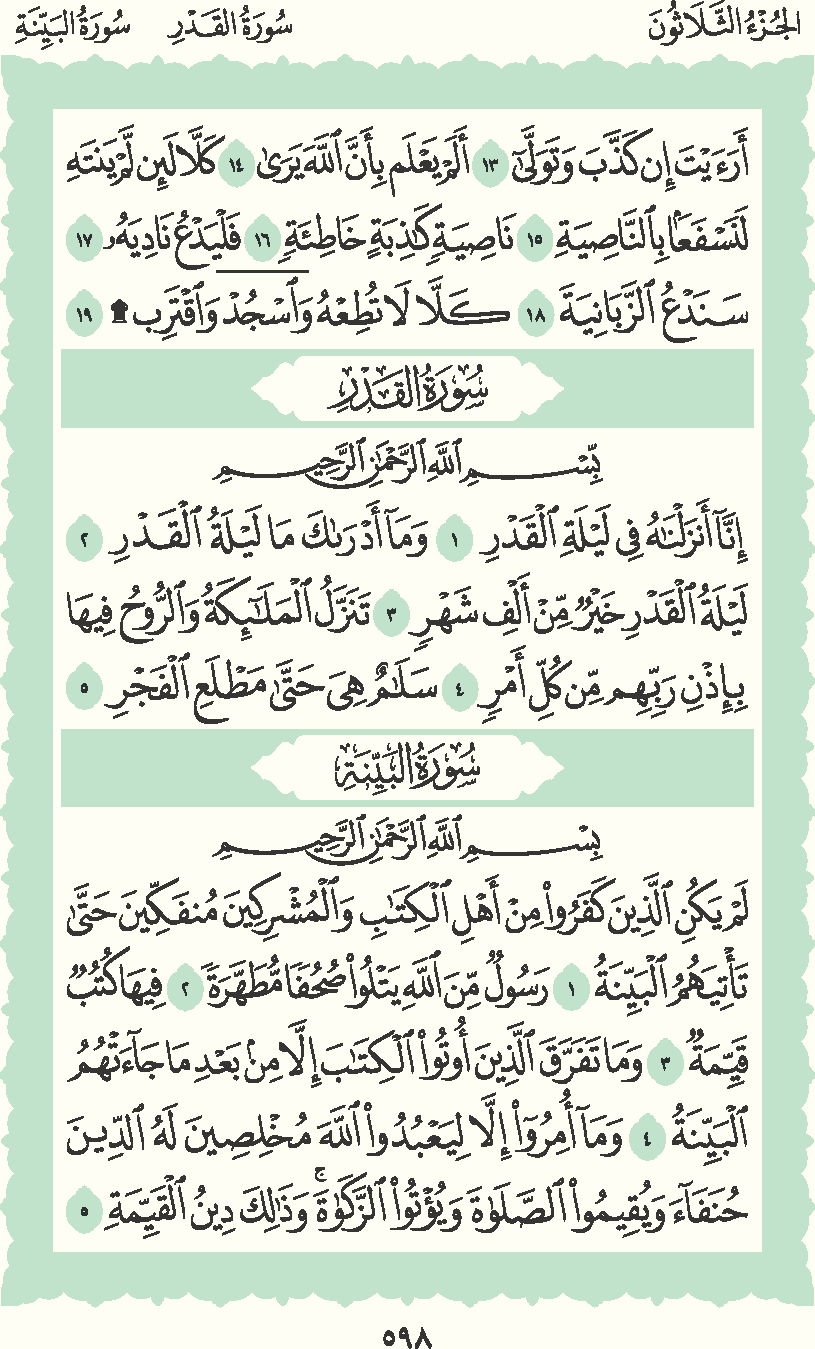 الجُزْءُ الثَّلَاثُونَ سُورَةُ القَدْرِ سُورَةُ البَيِّنَةِ
أَرَءَيْتَ إِن كَذَّبَ وَتَوَلَّىٰٓ ١٣ أَلَمْ يَعْلَم بِأَنَّ ٱللَّهَ يَرَىٰ ١٤ كَلَّا لَئِن لَّمْ يَنتَهِ
لَنَسْفَعَۢا بِٱلنَّاصِيَةِ ١٥ نَاصِيَةٖ كَٰذِبَةٍ خَاطِئَةٖ ١٦ فَلْيَدْعُ نَادِيَهُۥ ١٧
سَنَدْعُ ٱلزَّبَانِيَةَ ١٨ كَلَّا لَا تُطِعْهُ وَٱسْجُدْۤ وَٱقْتَرِب۩ ١٩
سُورَةُ القَدْرِ
بِّسْمِ ٱللَّهِ ٱلرَّحْمَٰنِ ٱلرَّحِيمِ
إِنَّآ أَنزَلْنَٰهُ فِي لَيْلَةِ ٱلْقَدْرِ ١ وَمَآ أَدْرَىٰكَ مَا لَيْلَةُ ٱلْقَدْرِ ٢
لَيْلَةُ ٱلْقَدْرِ خَيْرٞ مِّنْ أَلْفِ شَهْرٖ ٣ تَنَزَّلُ ٱلْمَلَٰٓئِكَةُ وَٱلرُّوحُ فِيهَا
بِإِذْنِ رَبِّهِم مِّن كُلِّ أَمْرٖ ٤ سَلَٰمٌ هِيَ حَتَّىٰ مَطْلَعِ ٱلْفَجْرِ ٥
سُورَةُ البَيِّنَةِ
بِسْمِ ٱللَّهِ ٱلرَّحْمَٰنِ ٱلرَّحِيمِ
لَمْ يَكُنِ ٱلَّذِينَ كَفَرُوا۟ مِنْ أَهْلِ ٱلْكِتَٰبِ وَٱلْمُشْرِكِينَ مُنفَكِّينَ حَتَّىٰ
تَأْتِيَهُمُ ٱلْبَيِّنَةُ ١ رَسُولٞ مِّنَ ٱللَّهِ يَتْلُوا۟ صُحُفٗا مُّطَهَّرَةٗ ٢ فِيهَا كُتُبٞ
قَيِّمَةٞ ٣ وَمَا تَفَرَّقَ ٱلَّذِينَ أُوتُوا۟ ٱلْكِتَٰبَ إِلَّا مِنۢ بَعْدِ مَا جَآءَتْهُمُ
ٱلْبَيِّنَةُ ٤ وَمَآ أُمِرُوٓا۟ إِلَّا لِيَعْبُدُوا۟ ٱللَّهَ مُخْلِصِينَ لَهُ ٱلدِّينَ
حُنَفَآءَ وَيُقِيمُوا۟ ٱلصَّلَوٰةَ وَيُؤْتُوا۟ ٱلزَّكَوٰةَۚ وَذَٰلِكَ دِينُ ٱلْقَيِّمَةِ ٥
٥٩٨